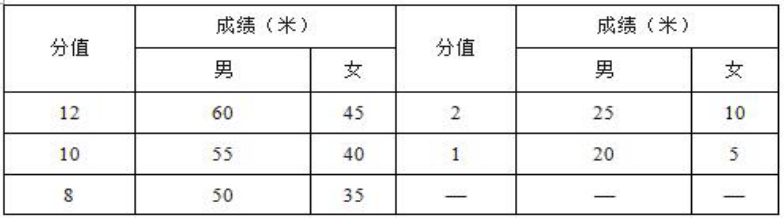 分值 成绩（米） 分值 成绩（米）
男 女 男 女
12 60 45 2 25 10
10 55 40 1 20 5
8 50 35 — — —